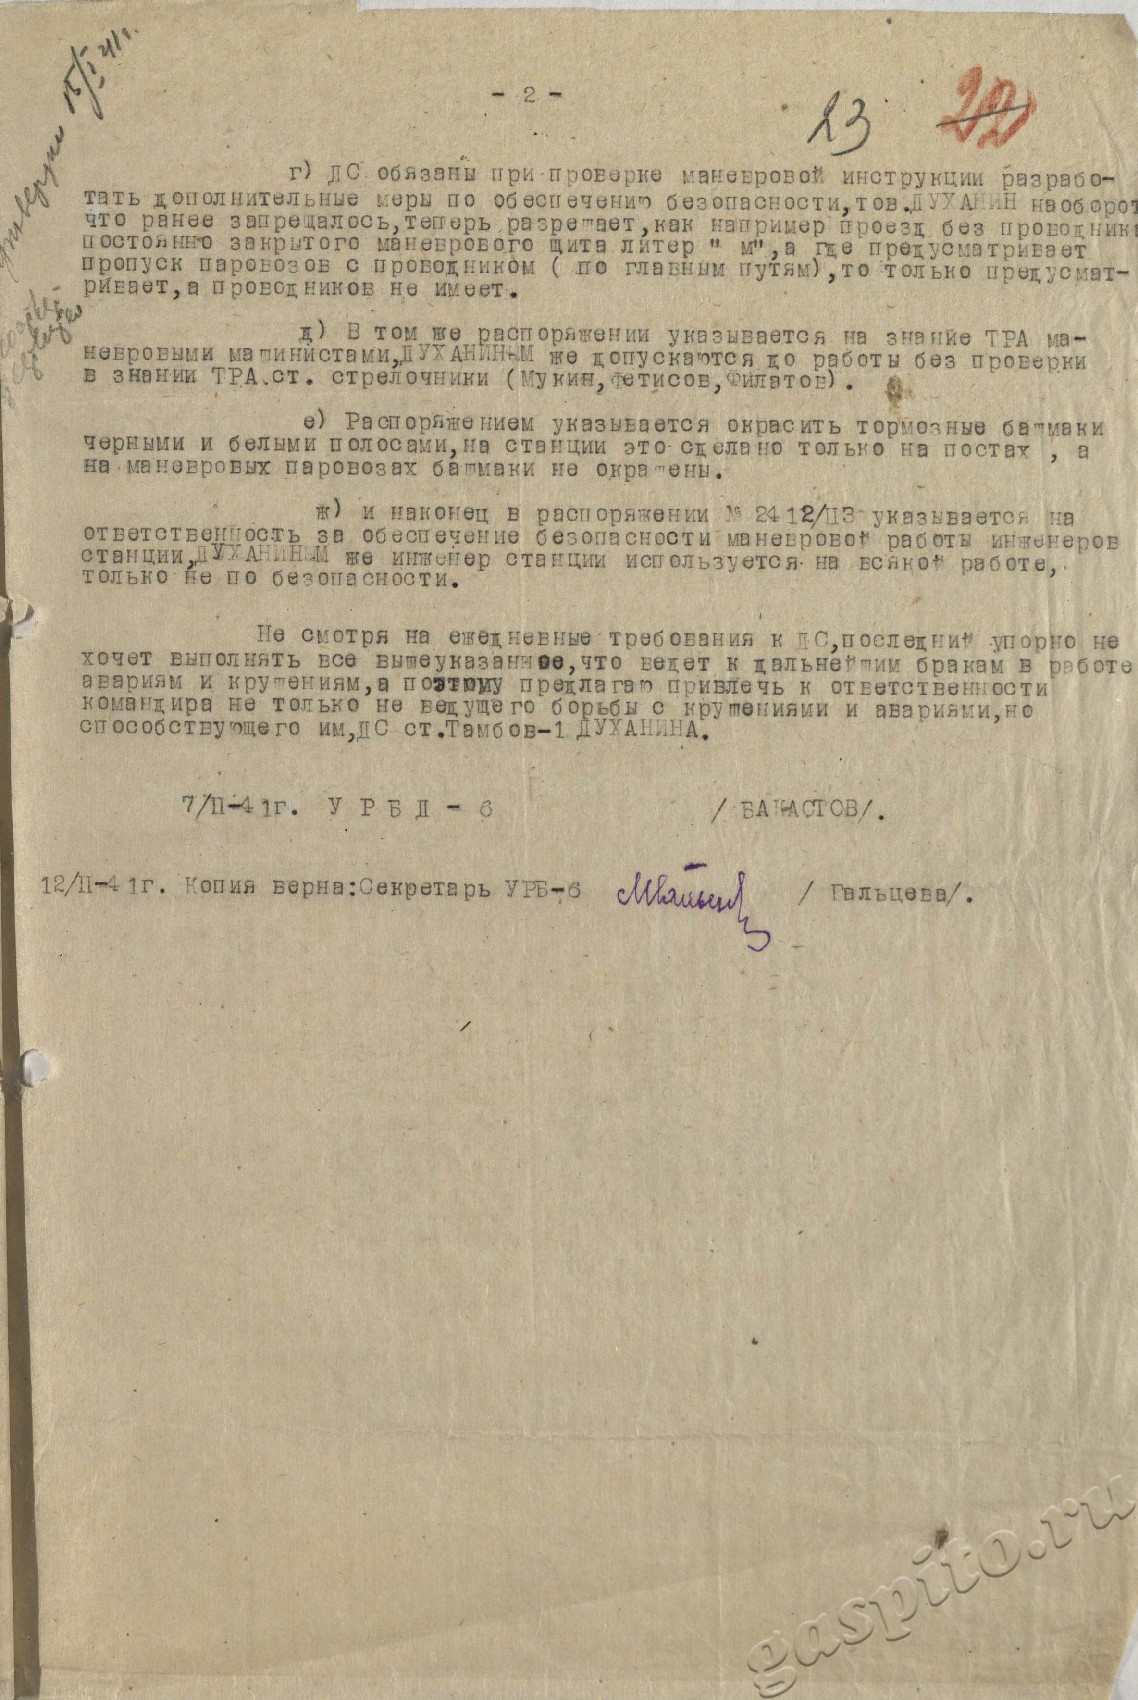 - 2 -
23 22
г) ДС обязаны при проверке маневровой инструкции разрабо-
тать дополнительные меры по обеспечению безопасности,тов.ДУХАНИН наоборот
что ранее запрещалось,теперь разрешает,как например проезд без проводника
постоянно закрытого маневрового щита литер " м",а где предусматривает
пропуск паровозов с проводником ( по главным путям),то только предусмат-
ривает,а проводников не имеет.
д) В том же распоряжении указывается на знание ТРА ма-
невровыми машинистами,ДУХАНИНЫМ же допускаются до работы без проверки
в знании ТРА.ст. стрелочники (Мукин,Фетисов,Филатов).
е) Распоряжением указывается окрасить тормозные башмаки
черными и белыми полосами,на станции это сделано только на постах , а
на маневровых паровозах башмаки не окрашены.
ж) и наконец в распоряжении № 2412/ПЗ указывается на
ответственность за обеспечение безопасности маневровой работы инженеров
станции,ДУХАНИНЫМ же инженер станции используется на всякой работе,
только не по безопасности.
Не смотря на ежедневные требования к ДС,последний упорно не
хочет выполнять все вышеуказанное,что ведет к дальнейшим бракам в работе
авариям и крушениям,а поэтому предлагаю привлечь к ответственности
командира не только не ведущего борьбы с крушениями и авариями,но
способствующего им,ДС ст.Тамбов-1 ДУХАНИНА.
7/II-41г. У Р Б Д - 6 / БАКАСТОВ/.
12/II-41г. Копия верна:Секретарь УРБ-6 / Гальцева/.
gaspito.ru